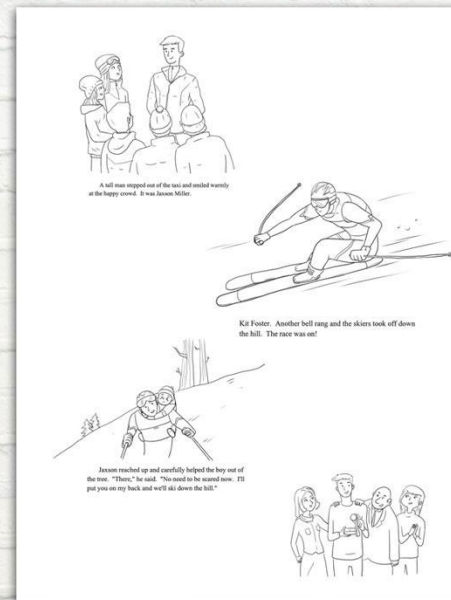 A tall man stepped out of the taxi and smiled warmly
at the happy crowd.  It was Jaxson Miller.
Kit Foster.  Another bell rang and the skiers took off down
the hill.  The race was on!
Jaxson reached up and carefully helped the boy out of
the tree.  "There," he said.  "No need to be scared now.  I'll
put you on my back and we'll ski down the hill."